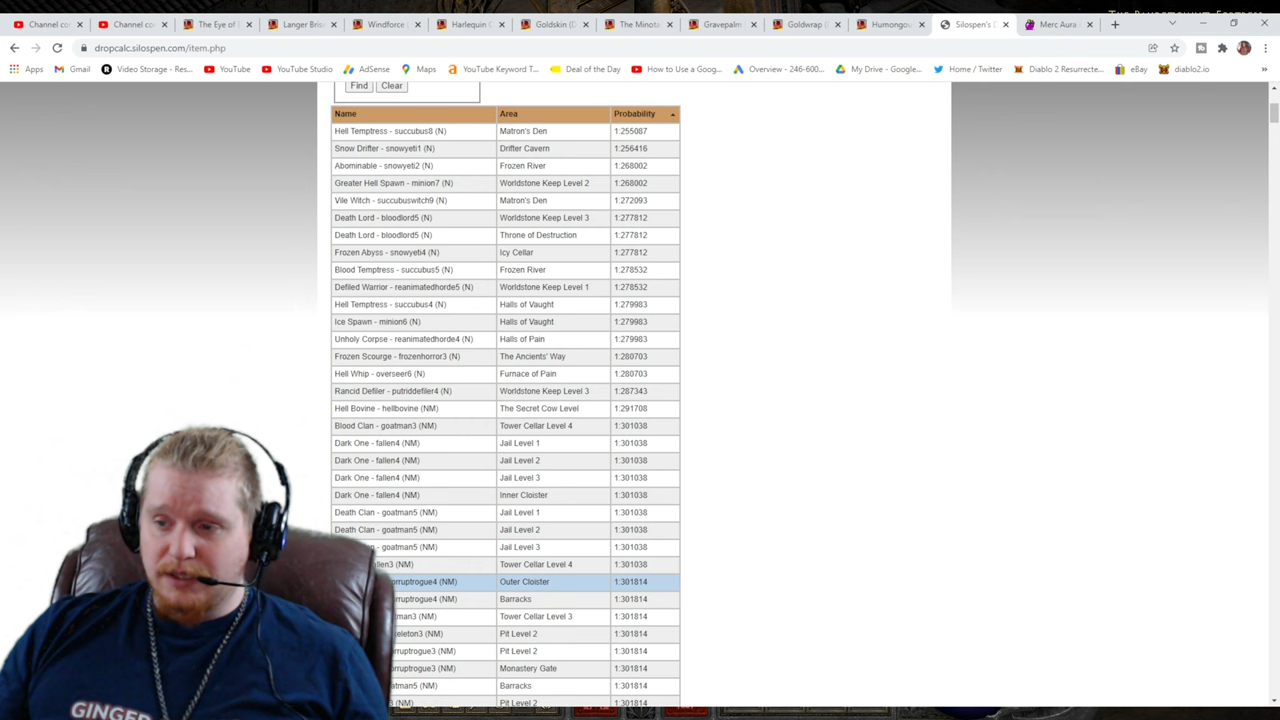 Channel co
Channel co
The Eye of
Langer Bris
Windforce
Harlequin C
Goldskin (D
The Minota
Gravepalm
Goldwrap (
Humongou
Silospen's
Merc Aura
dropcalc.silospen.com/item.php
Apps
Gmail
Video Storage - Res...
YouTube
YouTube Studio
AdSense
Maps
YouTube Keyword T...
Deal of the Day
How to Use a Goog...
Overview - 246-600...
My Drive - Google...
Home / Twitter
Diablo 2 Resurrecte...
eBay
diablo2.io
Find Clear
Name Area Probability
Hell Temptress - succubus8 (N) Matron's Den 1:255087
Snow Drifter - snowyeti1 (N) Drifter Cavern 1:256416
Abominable - snowyeti2 (N) Frozen River 1:268002
Greater Hell Spawn - minion7 (N) Worldstone Keep Level 2 1:268002
Vile Witch - succubuswitch9 (N) Matron's Den 1:272093
Death Lord - bloodlord5 (N) Worldstone Keep Level 3 1:277812
Death Lord - bloodlord5 (N) Throne of Destruction 1:277812
Frozen Abyss - snowyeti4 (N) Icy Cellar 1:277812
Blood Temptress - succubus5 (N) Frozen River 1:278532
Defiled Warrior - reanimatedhorde5 (N) Worldstone Keep Level 1 1:278532
Hell Temptress - succubus4 (N) Halls of Vaught 1:279983
Ice Spawn - minion6 (N) Halls of Vaught 1:279983
Unholy Corpse - reanimatedhorde4 (N) Halls of Pain 1:279983
Frozen Scourge - frozenhorror3 (N) The Ancients' Way 1:280703
Hell Whip - overseer6 (N) Furnace of Pain 1:280703
Rancid Defiler - putriddefiler4 (N) Worldstone Keep Level 3 1:287343
Hell Bovine - hellbovine (NM) The Secret Cow Level 1:291708
Blood Clan - goatman3 (NM) Tower Cellar Level 4 1:301038
Dark One - fallen4 (NM) Jail Level 1 1:301038
Dark One - fallen4 (NM) Jail Level 2 1:301038
Dark One - fallen4 (NM) Jail Level 3 1:301038
Dark One - fallen4 (NM) Inner Cloister 1:301038
Death Clan - goatman5 (NM) Jail Level 1 1:301038
Death Clan - goatman5 (NM) Jail Level 2 1:301038
- goatman5 (NM) Jail Level 3 1:301038
(NM) Tower Cellar Level 4 1:301038
orruptrogue4 (NM) Outer Cloister 1:301814
orruptrogue4 (NM) Barracks 1:301814
atman3 (NM) Tower Cellar Level 3 1:301814
keleton3 (NM) Pit Level 2 1:301814
orruptrogue3 (NM) Pit Level 2 1:301814
orruptrogue3 (NM) Monastery Gate 1:301814
atman5 (NM) Barracks 1:301814
(NM) Pit Level 2 1:301814
GINGE